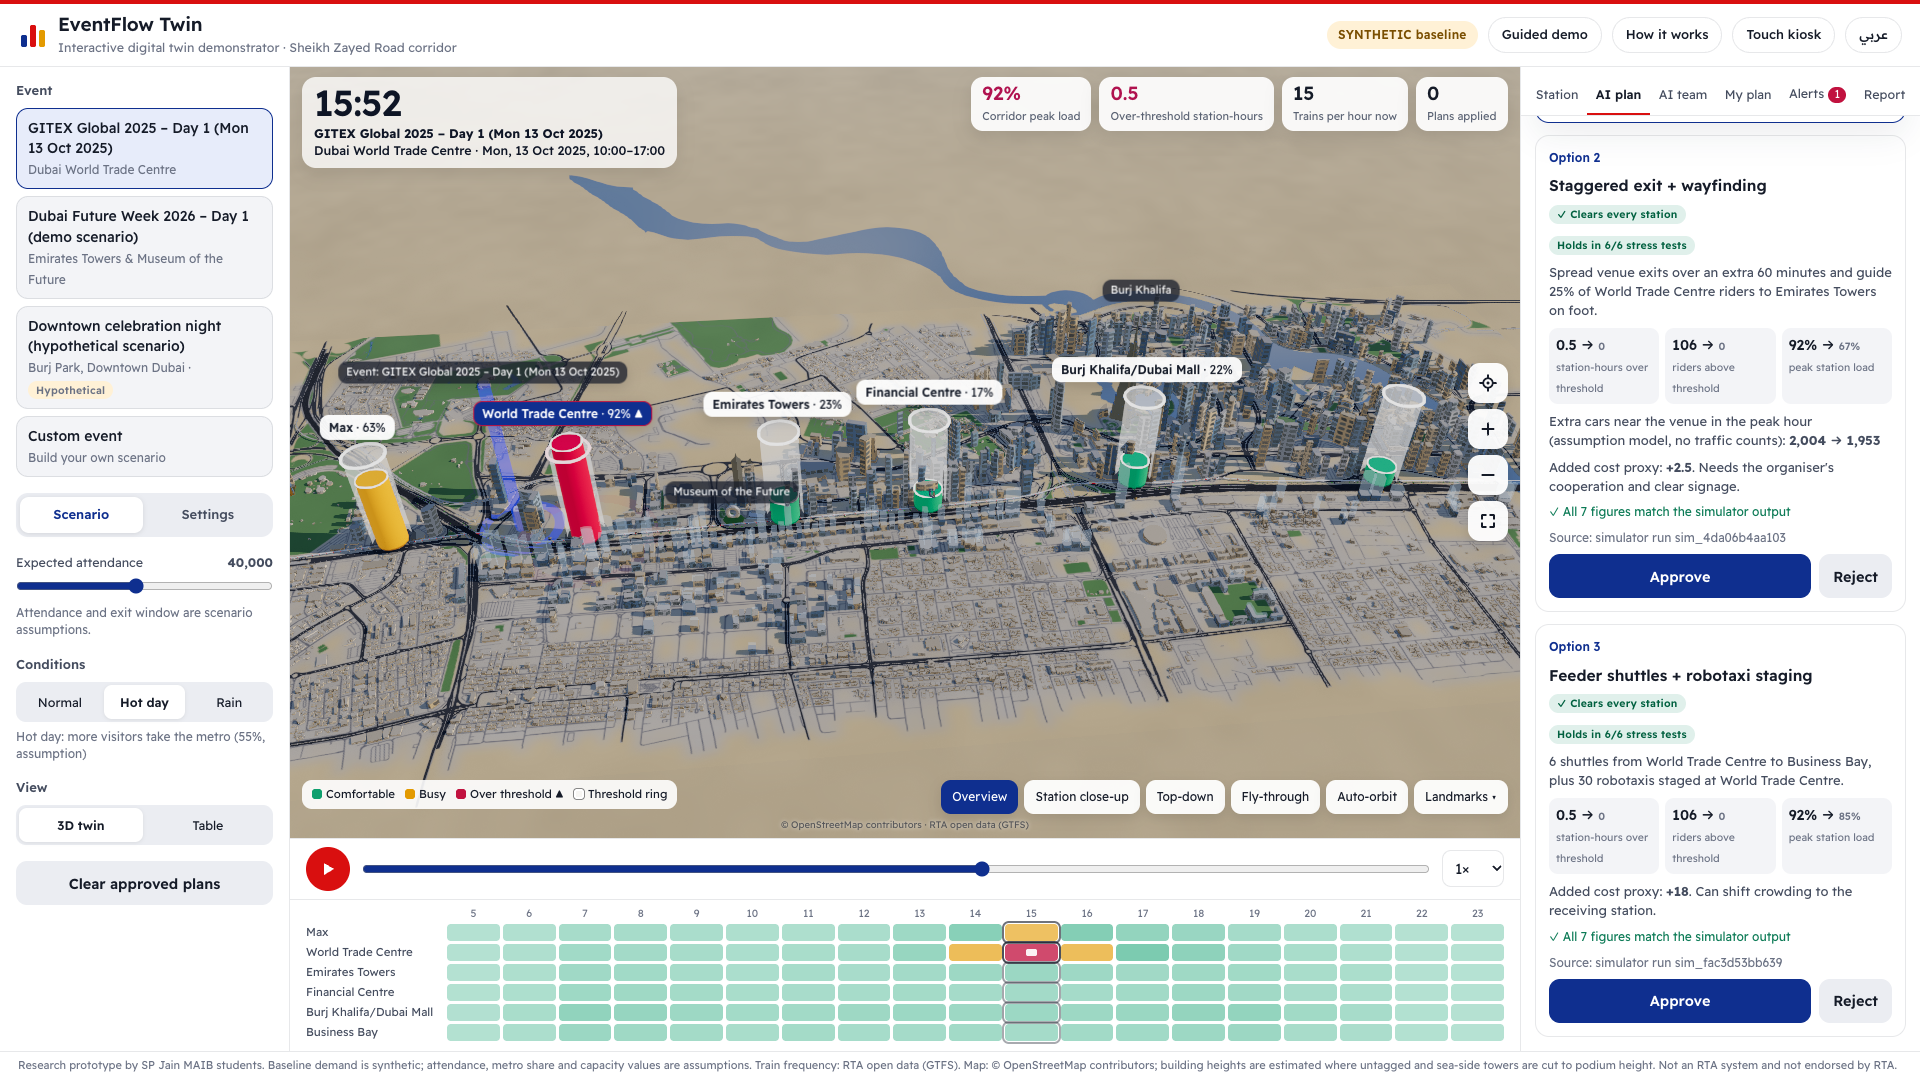 EventFlow Twin
Interactive digital twin demonstrator · Sheikh Zayed Road corridor
SYNTHETIC baseline
Guided demo
How it works
Touch kiosk
عربي
Event
GITEX Global 2025 – Day 1 (Mon
13 Oct 2025)
Dubai World Trade Centre
Dubai Future Week 2026 – Day 1
(demo scenario)
Emirates Towers & Museum of the
Future
Downtown celebration night
(hypothetical scenario)
Burj Park, Downtown Dubai ·
Hypothetical
Custom event
Build your own scenario
Scenario
Settings
Expected attendance 40,000
Attendance and exit window are scenario
assumptions.
Conditions
Normal
Hot day
Rain
Hot day: more visitors take the metro (55%,
assumption)
View
3D twin
Table
Clear approved plans
15:52
GITEX Global 2025 – Day 1 (Mon 13 Oct 2025)
Dubai World Trade Centre · Mon, 13 Oct 2025, 10:00–17:00
92%
Corridor peak load
0.5
Over-threshold station-hours
15
Trains per hour now
0
Plans applied
Burj Khalifa
Event: GITEX Global 2025 – Day 1 (Mon 13 Oct 2025)
Max · 63%
World Trade Centre · 92% ▲
Emirates Towers · 23%
Financial Centre · 17%
Burj Khalifa/Dubai Mall · 22%
Museum of the Future
Comfortable
Busy
Over threshold ▲
Threshold ring
Overview
Station close-up
Top-down
Fly-through
Auto-orbit
Landmarks ▾
© OpenStreetMap contributors · RTA open data (GTFS)
1×
5 6 7 8 9 10 11 12 13 14 15 16 17 18 19 20 21 22 23
Max
World Trade Centre
Emirates Towers
Financial Centre
Burj Khalifa/Dubai Mall
Business Bay
Station
AI plan
AI team
My plan
Alerts 1
Report
Option 2
Staggered exit + wayfinding
✓ Clears every station
Holds in 6/6 stress tests
Spread venue exits over an extra 60 minutes and guide
25% of World Trade Centre riders to Emirates Towers
on foot.
0.5 → 0
station-hours over
threshold
106 → 0
riders above
threshold
92% → 67%
peak station load
Extra cars near the venue in the peak hour
(assumption model, no traffic counts): 2,004 → 1,953
Added cost proxy: +2.5. Needs the organiser's
cooperation and clear signage.
✓ All 7 figures match the simulator output
Source: simulator run sim_4da06b4aa103
Approve
Reject
Option 3
Feeder shuttles + robotaxi staging
✓ Clears every station
Holds in 6/6 stress tests
6 shuttles from World Trade Centre to Business Bay,
plus 30 robotaxis staged at World Trade Centre.
0.5 → 0
station-hours over
threshold
106 → 0
riders above
threshold
92% → 85%
peak station load
Added cost proxy: +18. Can shift crowding to the
receiving station.
✓ All 7 figures match the simulator output
Source: simulator run sim_fac3d53bb639
Approve
Reject
Research prototype by SP Jain MAIB students. Baseline demand is synthetic; attendance, metro share and capacity values are assumptions. Train frequency: RTA open data (GTFS). Map: © OpenStreetMap contributors; building heights are estimated where untagged and sea-side towers are cut to podium height. Not an RTA system and not endorsed by RTA.